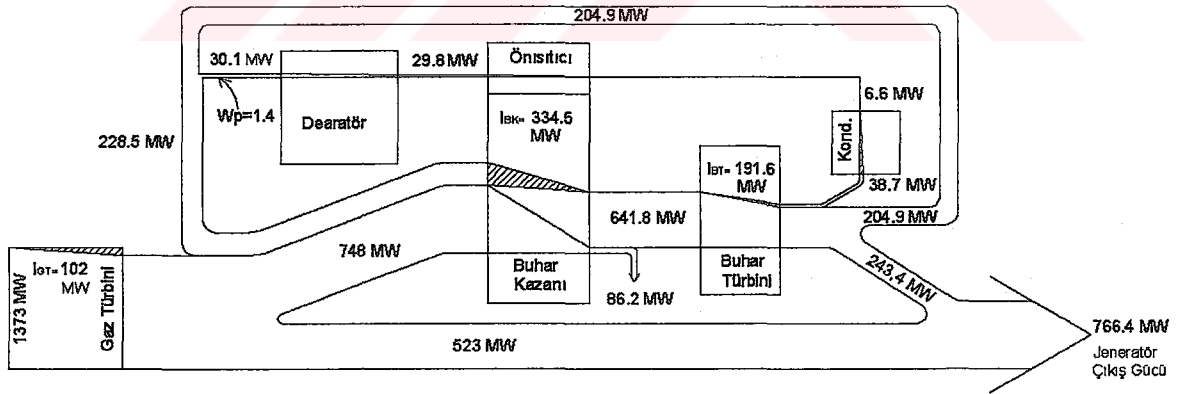 204.9 MW
30.1 MW
29.8 MW
Önısıtıcı
6.6 MW
Wp=1.4
Dearatör
IBK= 334.5
MW
Kond.
228.5 MW
IBT= 191.6
MW
38.7 MW
204.9 MW
641.8 MW
748 MW
243.4 MW
IGT= 102
MW
1373 MW
Gaz Türbini
Buhar
Kazanı
Buhar
Türbini
86.2 MW
523 MW
766.4 MW
Jeneratör
Çıkış Gücü